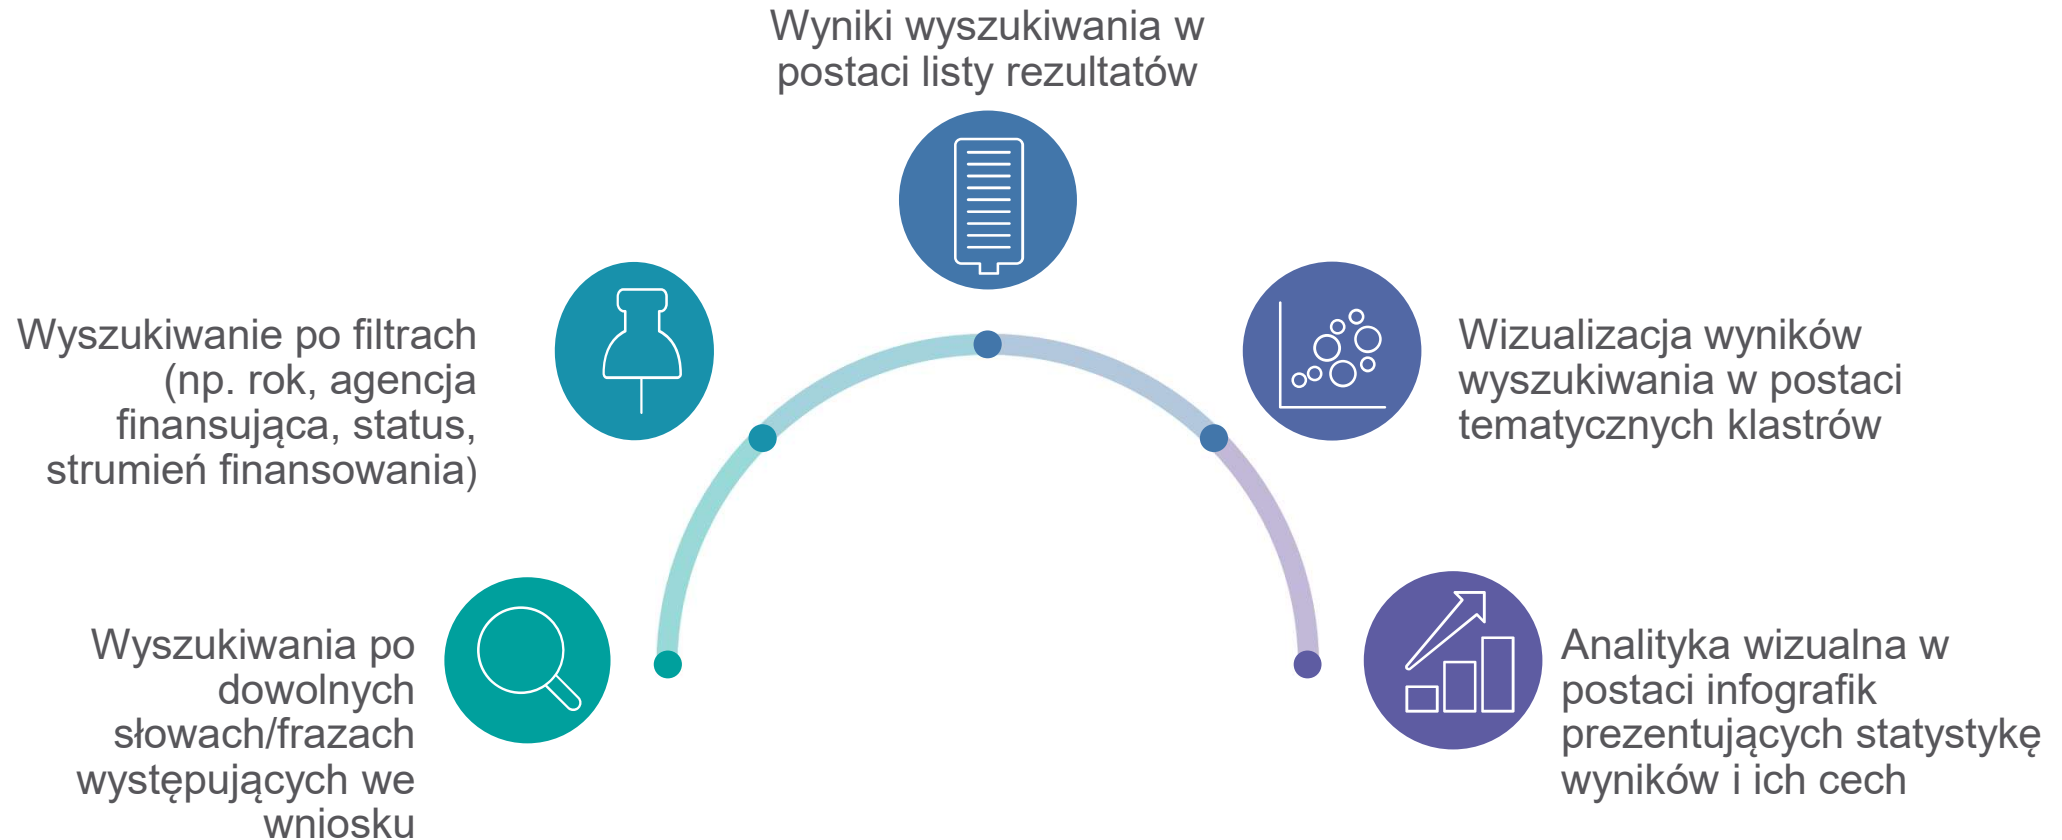 Wyniki wyszukiwania w
postaci listy rezultatów
Wyszukiwanie po filtrach
(np. rok, agencja
finansująca, status,
strumień finansowania)
Wizualizacja wyników
wyszukiwania w postaci
tematycznych klastrów
Wyszukiwania po
dowolnych
słowach/frazach
występujących we
wniosku
Analityka wizualna w
postaci infografik
prezentujących statystykę
wyników i ich cech